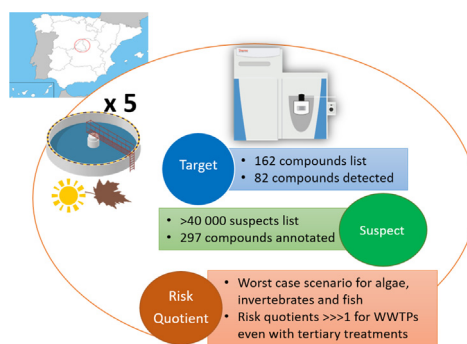 x 5
Target
• 162 compounds list
• 82 compounds detected
• >40 000 suspects list
• 297 compounds annotated
Suspect
Risk
Quotient
• Worst case scenario for algae,
invertebrates and fish
• Risk quotients >>>1 for WWTPs
even with tertiary treatments